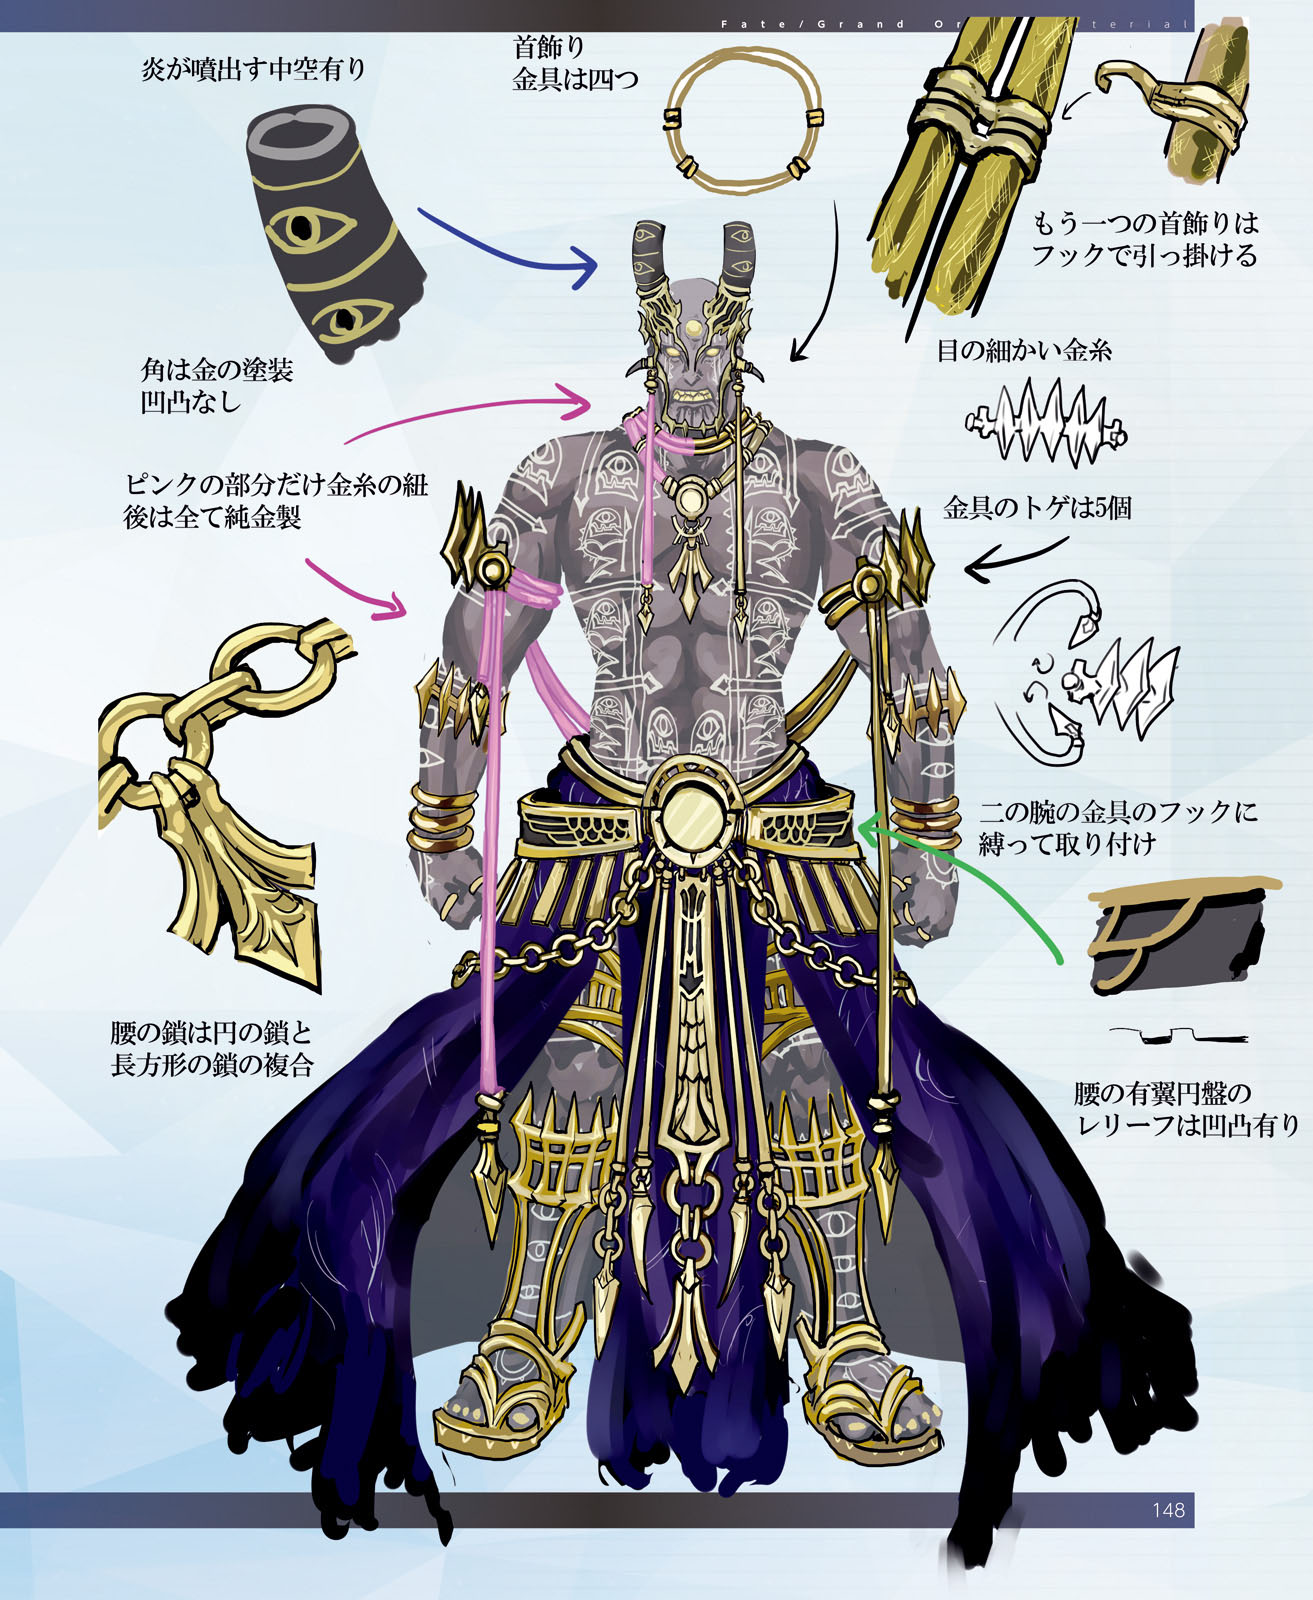 Fate/Grand Or terial
炎が噴出す中空有り
首飾り
金具は四つ
もう一つの首飾りは
フックで引っ掛ける
角は金の塗装
凹凸なし
目の細かい金糸
ピンクの部分だけ金糸の紐
後は全て純金製
金具のトゲは5個
二の腕の金具のフックに
縛って取り付け
腰の鎖は円の鎖と
長方形の鎖の複合
腰の有翼円盤の
レリーフは凹凸有り
148